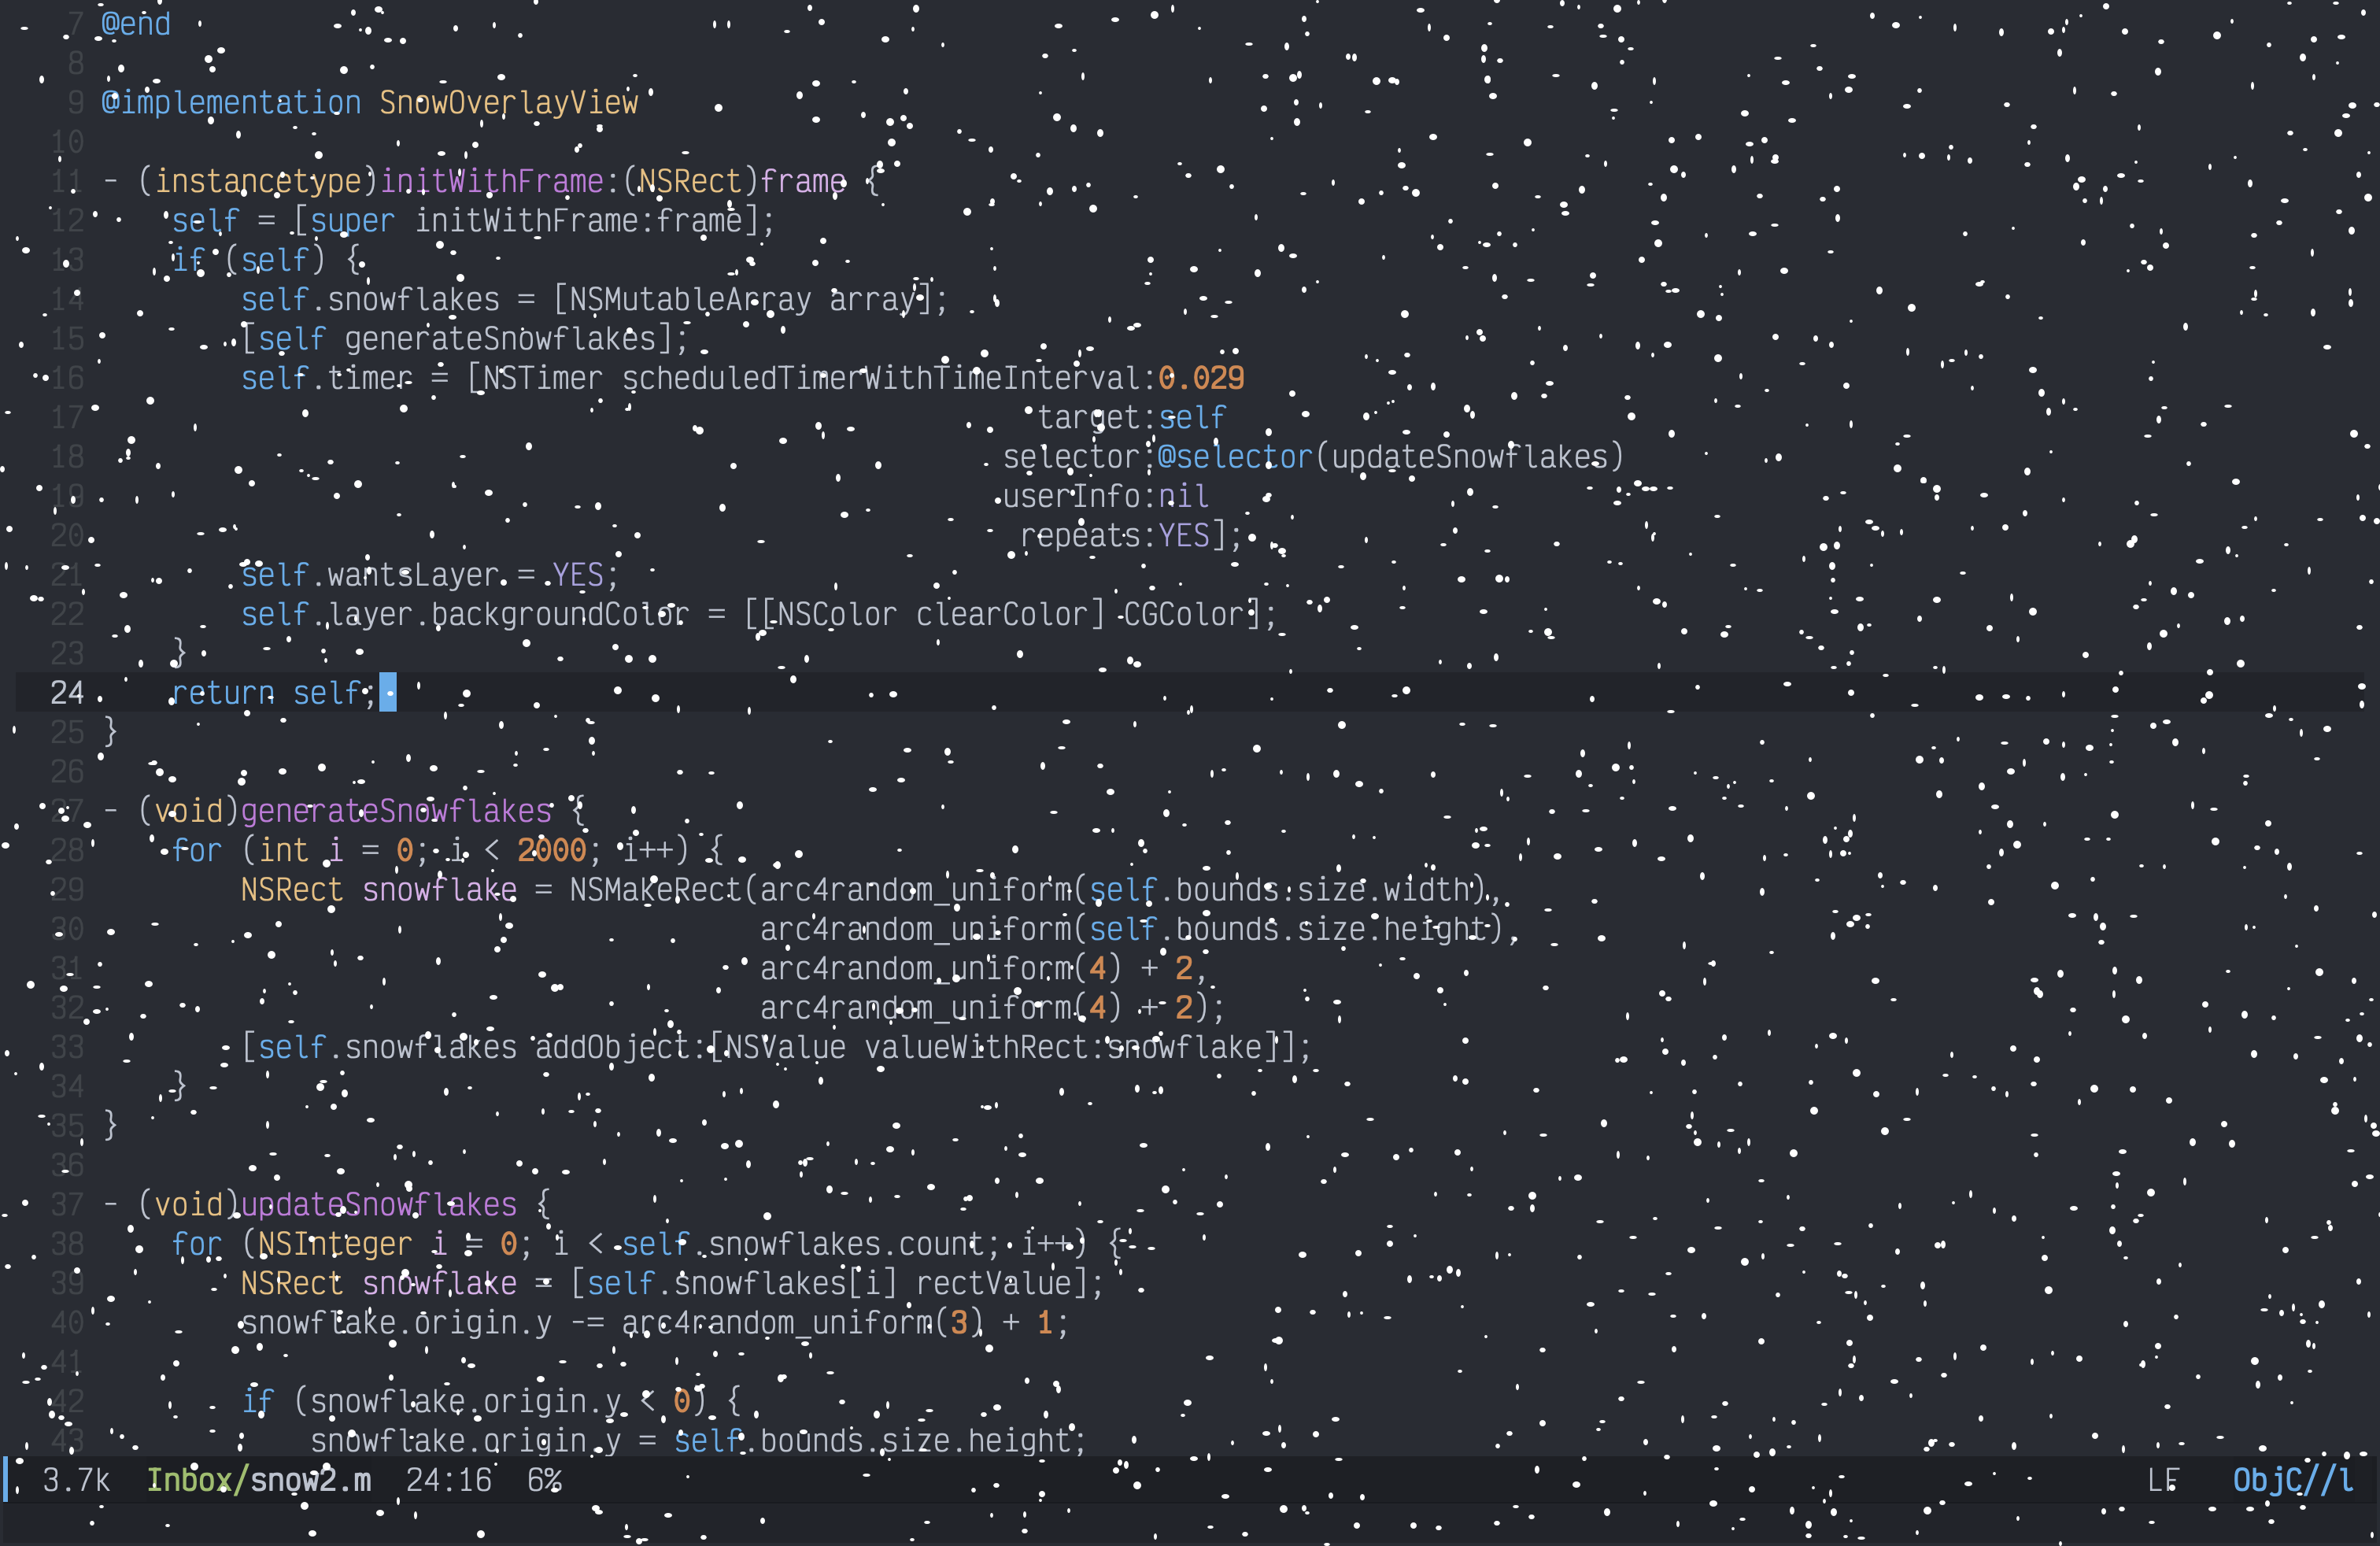 7 @end
8
9 @implementation SnowOverlayView
10
11 - (instancetype)initWithFrame:(NSRect)frame {
12 self = [super initWithFrame:frame];
13 if (self) {
14 self.snowflakes = [NSMutableArray array];
15 [self generateSnowflakes];
16 self.timer = [NSTimer scheduledTimerWithTimeInterval:0.029
17 target:self
18 selector:@selector(updateSnowflakes)
19 userInfo:nil
20 repeats:YES];
21 self.wantsLayer = YES;
22 self.layer.backgroundColor = [[NSColor clearColor] CGColor];
23 }
24 return self;
25 }
26
27 - (void)generateSnowflakes {
28 for (int i = 0; i < 2000; i++) {
29 NSRect snowflake = NSMakeRect(arc4random_uniform(self.bounds.size.width),
30 arc4random_uniform(self.bounds.size.height),
31 arc4random_uniform(4) + 2,
32 arc4random_uniform(4) + 2);
33 [self.snowflakes addObject:[NSValue valueWithRect:snowflake]];
34 }
35 }
36
37 - (void)updateSnowflakes {
38 for (NSInteger i = 0; i < self.snowflakes.count; i++) {
39 NSRect snowflake = [self.snowflakes[i] rectValue];
40 snowflake.origin.y -= arc4random_uniform(3) + 1;
41
42 if (snowflake.origin.y < 0) {
43 snowflake.origin.y = self.bounds.size.height;
3.7k Inbox/snow2.m 24:16 6% LF ObjC//l